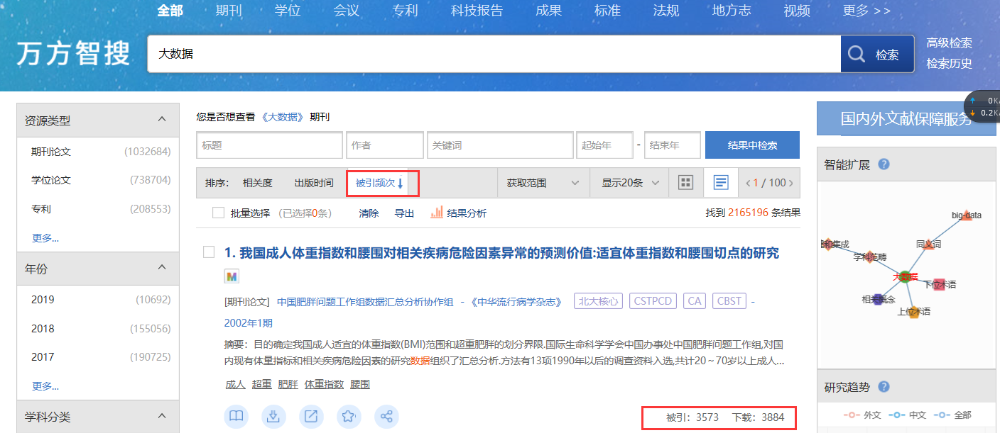 全部 期刊 学位 会议 专利 科技报告 成果 标准 法规 地方志 视频 更多 >>
万方智搜
大数据
检索
高级检索
检索历史
资源类型
期刊论文 (1032684)
学位论文 (738704)
专利 (208553)
更多...
年份
2019 (10692)
2018 (155056)
2017 (190725)
更多...
学科分类
您是否想查看《大数据》期刊
标题 作者 关键词 起始年 - 结束年 结果中检索
排序： 相关度 出版时间 被引频次 获取范围 显示20条 1 / 100
批量选择 (已选择0条) 清除 导出 结果分析 找到 2165196 条结果
1. 我国成人体重指数和腰围对相关疾病危险因素异常的预测价值:适宜体重指数和腰围切点的研究
M
[期刊论文] 中国肥胖问题工作组数据汇总分析协作组 - 《中华流行病学杂志》 北大核心 CSTPCD CA CBST -
2002年1期
摘要：目的确定我国成人适宜的体重指数(BMI)范围和超重肥胖的划分界限.国际生命科学学会中国办事处中国肥胖问题工作组,对国
内现有体量指标和相关疾病危险因素的研究数据组织了汇总分析.方法有13项1990年以后的调查资料入选,共计20～70岁以上成人...
成人 超重 肥胖 体重指数 腰围
被引：3573 下载：3884
0K/
0.2K/
国内外文献保障服务
智能扩展 ?
big-data
同义词
和集成
学科范畴
大数据
下位术语
相关概念
上位术语
研究趋势 ?
外文 中文 全部